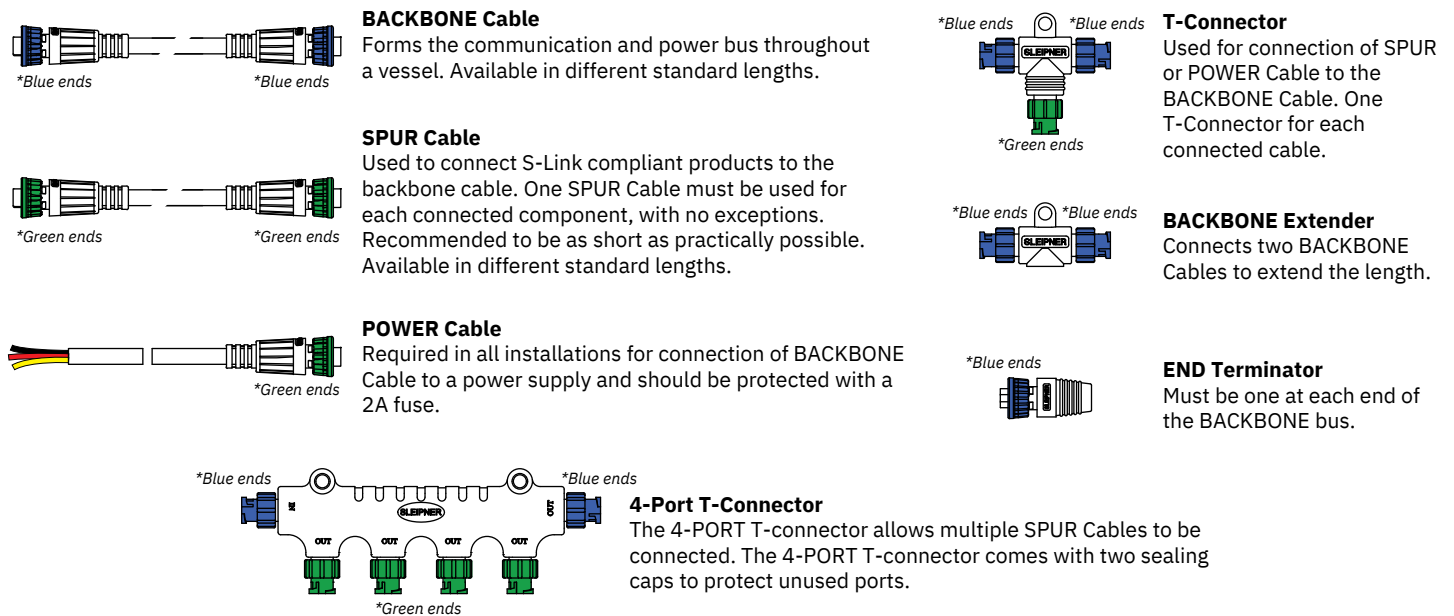 BACKBONE Cable
Forms the communication and power bus throughout
a vessel. Available in different standard lengths.
*Blue ends
*Blue ends
SPUR Cable
Used to connect S-Link compliant products to the
backbone cable. One SPUR Cable must be used for
each connected component, with no exceptions.
Recommended to be as short as practically possible.
Available in different standard lengths.
*Green ends
*Green ends
POWER Cable
Required in all installations for connection of BACKBONE
Cable to a power supply and should be protected with a
2A fuse.
*Green ends
*Blue ends
*Blue ends
SLEIPNER
*Green ends
T-Connector
Used for connection of SPUR
or POWER Cable to the
BACKBONE Cable. One
T-Connector for each
connected cable.
*Blue ends
*Blue ends
SLEIPNER
BACKBONE Extender
Connects two BACKBONE
Cables to extend the length.
*Blue ends
SLEIPNER
END Terminator
Must be one at each end of
the BACKBONE bus.
*Blue ends
*Blue ends
IN
SLEIPNER
OUT
OUT
OUT
OUT
OUT
*Green ends
4-Port T-Connector
The 4-PORT T-connector allows multiple SPUR Cables to be
connected. The 4-PORT T-connector comes with two sealing
caps to protect unused ports.